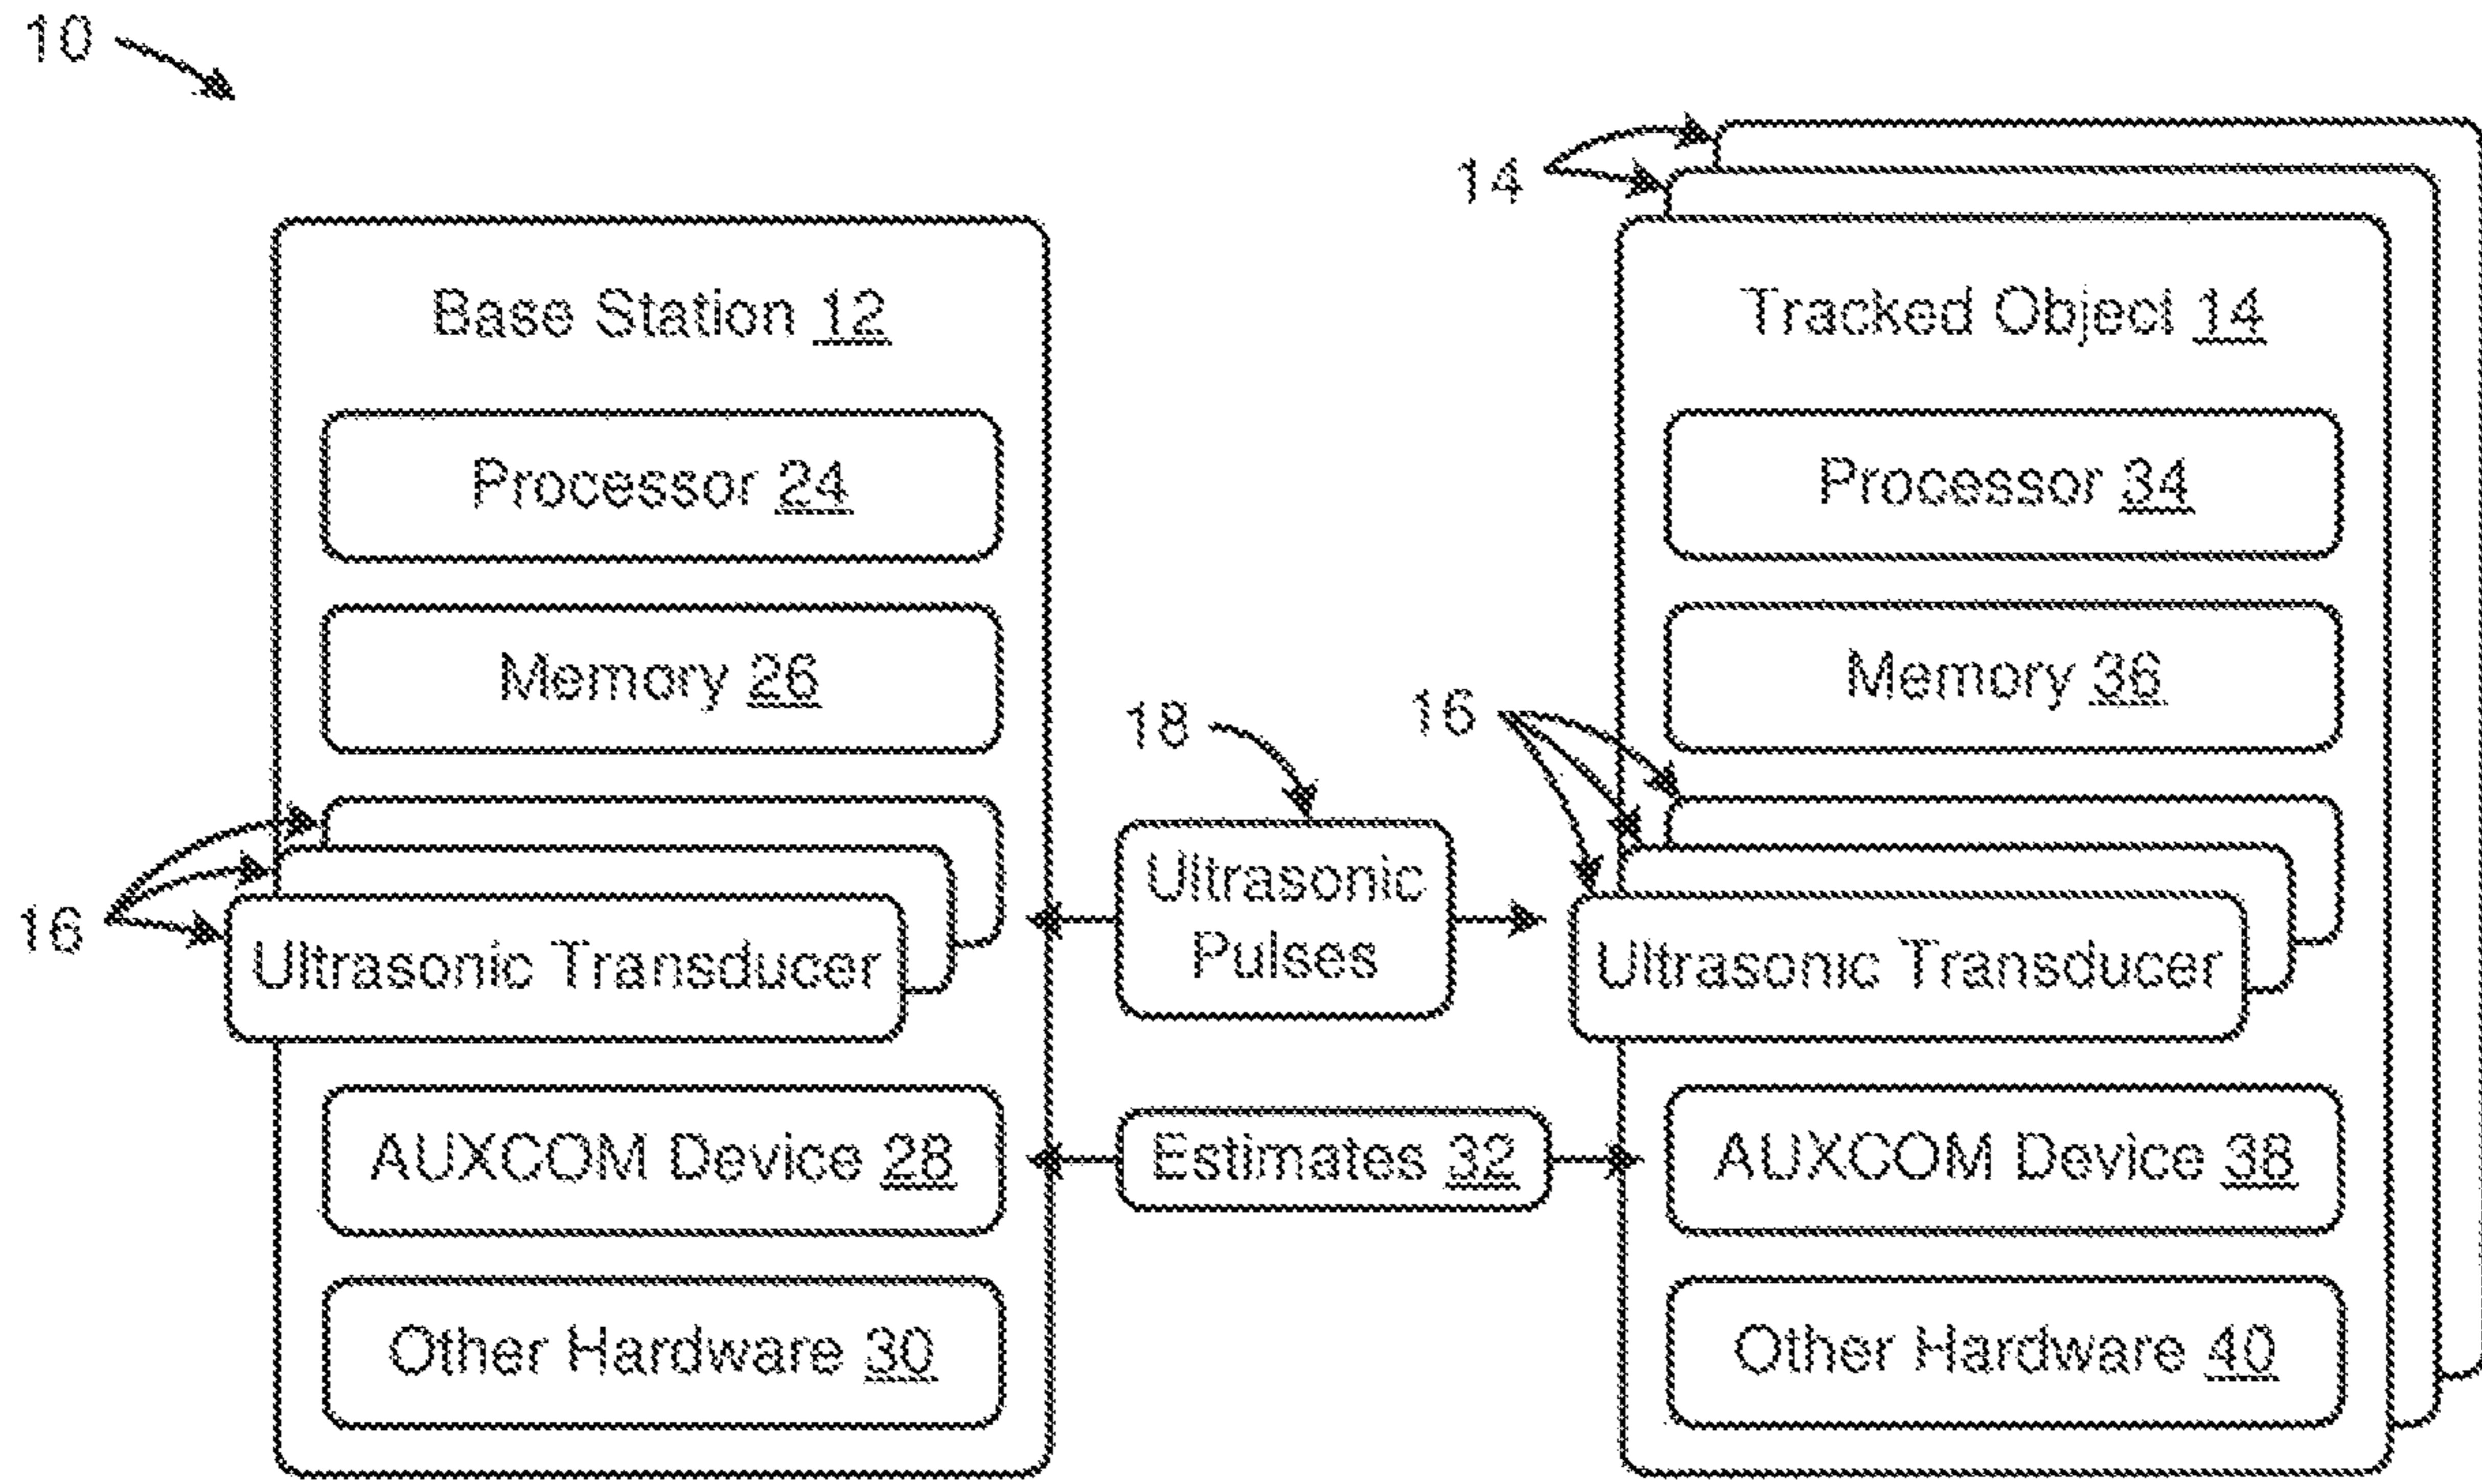 10
14
Base Station 12
Tracked Object 14
Processor 24
Processor 34
Memory 26
Memory 36
18
16
16
Ultrasonic Transducer
Ultrasonic
Pulses
Ultrasonic Transducer
AUXCOM Device 28
Estimates 32
AUXCOM Device 38
Other Hardware 30
Other Hardware 40